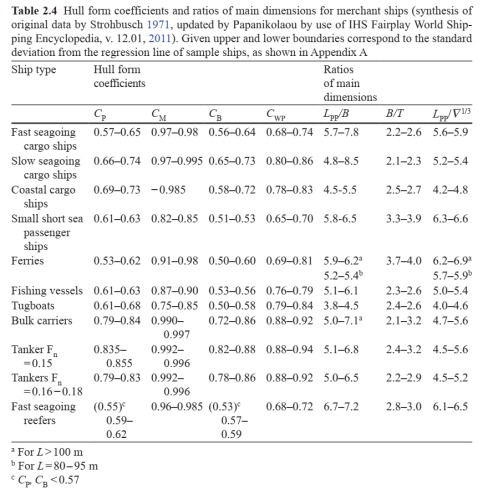 Table 2.4 Hull form coefficients and ratios of main dimensions for merchant ships (synthesis of
original data by Strohbusch 1971, updated by Papanikolaou by use of IHS Fairplay World Ship-
ping Encyclopedia, v. 12.01, 2011). Given upper and lower boundaries correspond to the standard
deviation from the regression line of sample ships, as shown in Appendix A
Ship type Hull form Ratios
coefficients of main
dimensions
C_P C_M C_B C_WP L_PP/B B/T L_PP/∇^1/3
Fast seagoing 0.57–0.65 0.97–0.98 0.56–0.64 0.68–0.74 5.7–7.8 2.2–2.6 5.6–5.9
cargo ships
Slow seagoing 0.66–0.74 0.97–0.995 0.65–0.73 0.80–0.86 4.8–8.5 2.1–2.3 5.2–5.4
cargo ships
Coastal cargo 0.69–0.73 −0.985 0.58–0.72 0.78–0.83 4.5-5.5 2.5–2.7 4.2–4.8
ships
Small short sea 0.61–0.63 0.82–0.85 0.51–0.53 0.65–0.70 5.8-6.5 3.3–3.9 6.3–6.6
passenger
ships
Ferries 0.53–0.62 0.91–0.98 0.50–0.60 0.69–0.81 5.9–6.2^a 3.7–4.0 6.2–6.9^a
5.2–5.4^b 5.7–5.9^b
Fishing vessels 0.61–0.63 0.87–0.90 0.53–0.56 0.76–0.79 5.1–6.1 2.3–2.6 5.0–5.4
Tugboats 0.61–0.68 0.75–0.85 0.50–0.58 0.79–0.84 3.8–4.5 2.4–2.6 4.0–4.6
Bulk carriers 0.79–0.84 0.990– 0.72–0.86 0.88–0.92 5.0–7.1^a 2.1–3.2 4.7–5.6
0.997
Tanker F_n 0.835– 0.992– 0.82–0.88 0.88–0.94 5.1–6.8 2.4–3.2 4.5–5.6
=0.15 0.855 0.996
Tankers F_n 0.79–0.83 0.992– 0.78–0.86 0.88–0.92 5.0–6.5 2.2–2.9 4.5–5.2
=0.16−0.18 0.996
Fast seagoing (0.55)^c 0.96–0.985 (0.53)^c 0.68–0.72 6.7–7.2 2.8–3.0 6.1–6.5
reefers 0.59– 0.57–
0.62 0.59
^a For L>100 m
^b For L=80–95 m
^c C_P, C_B <0.57